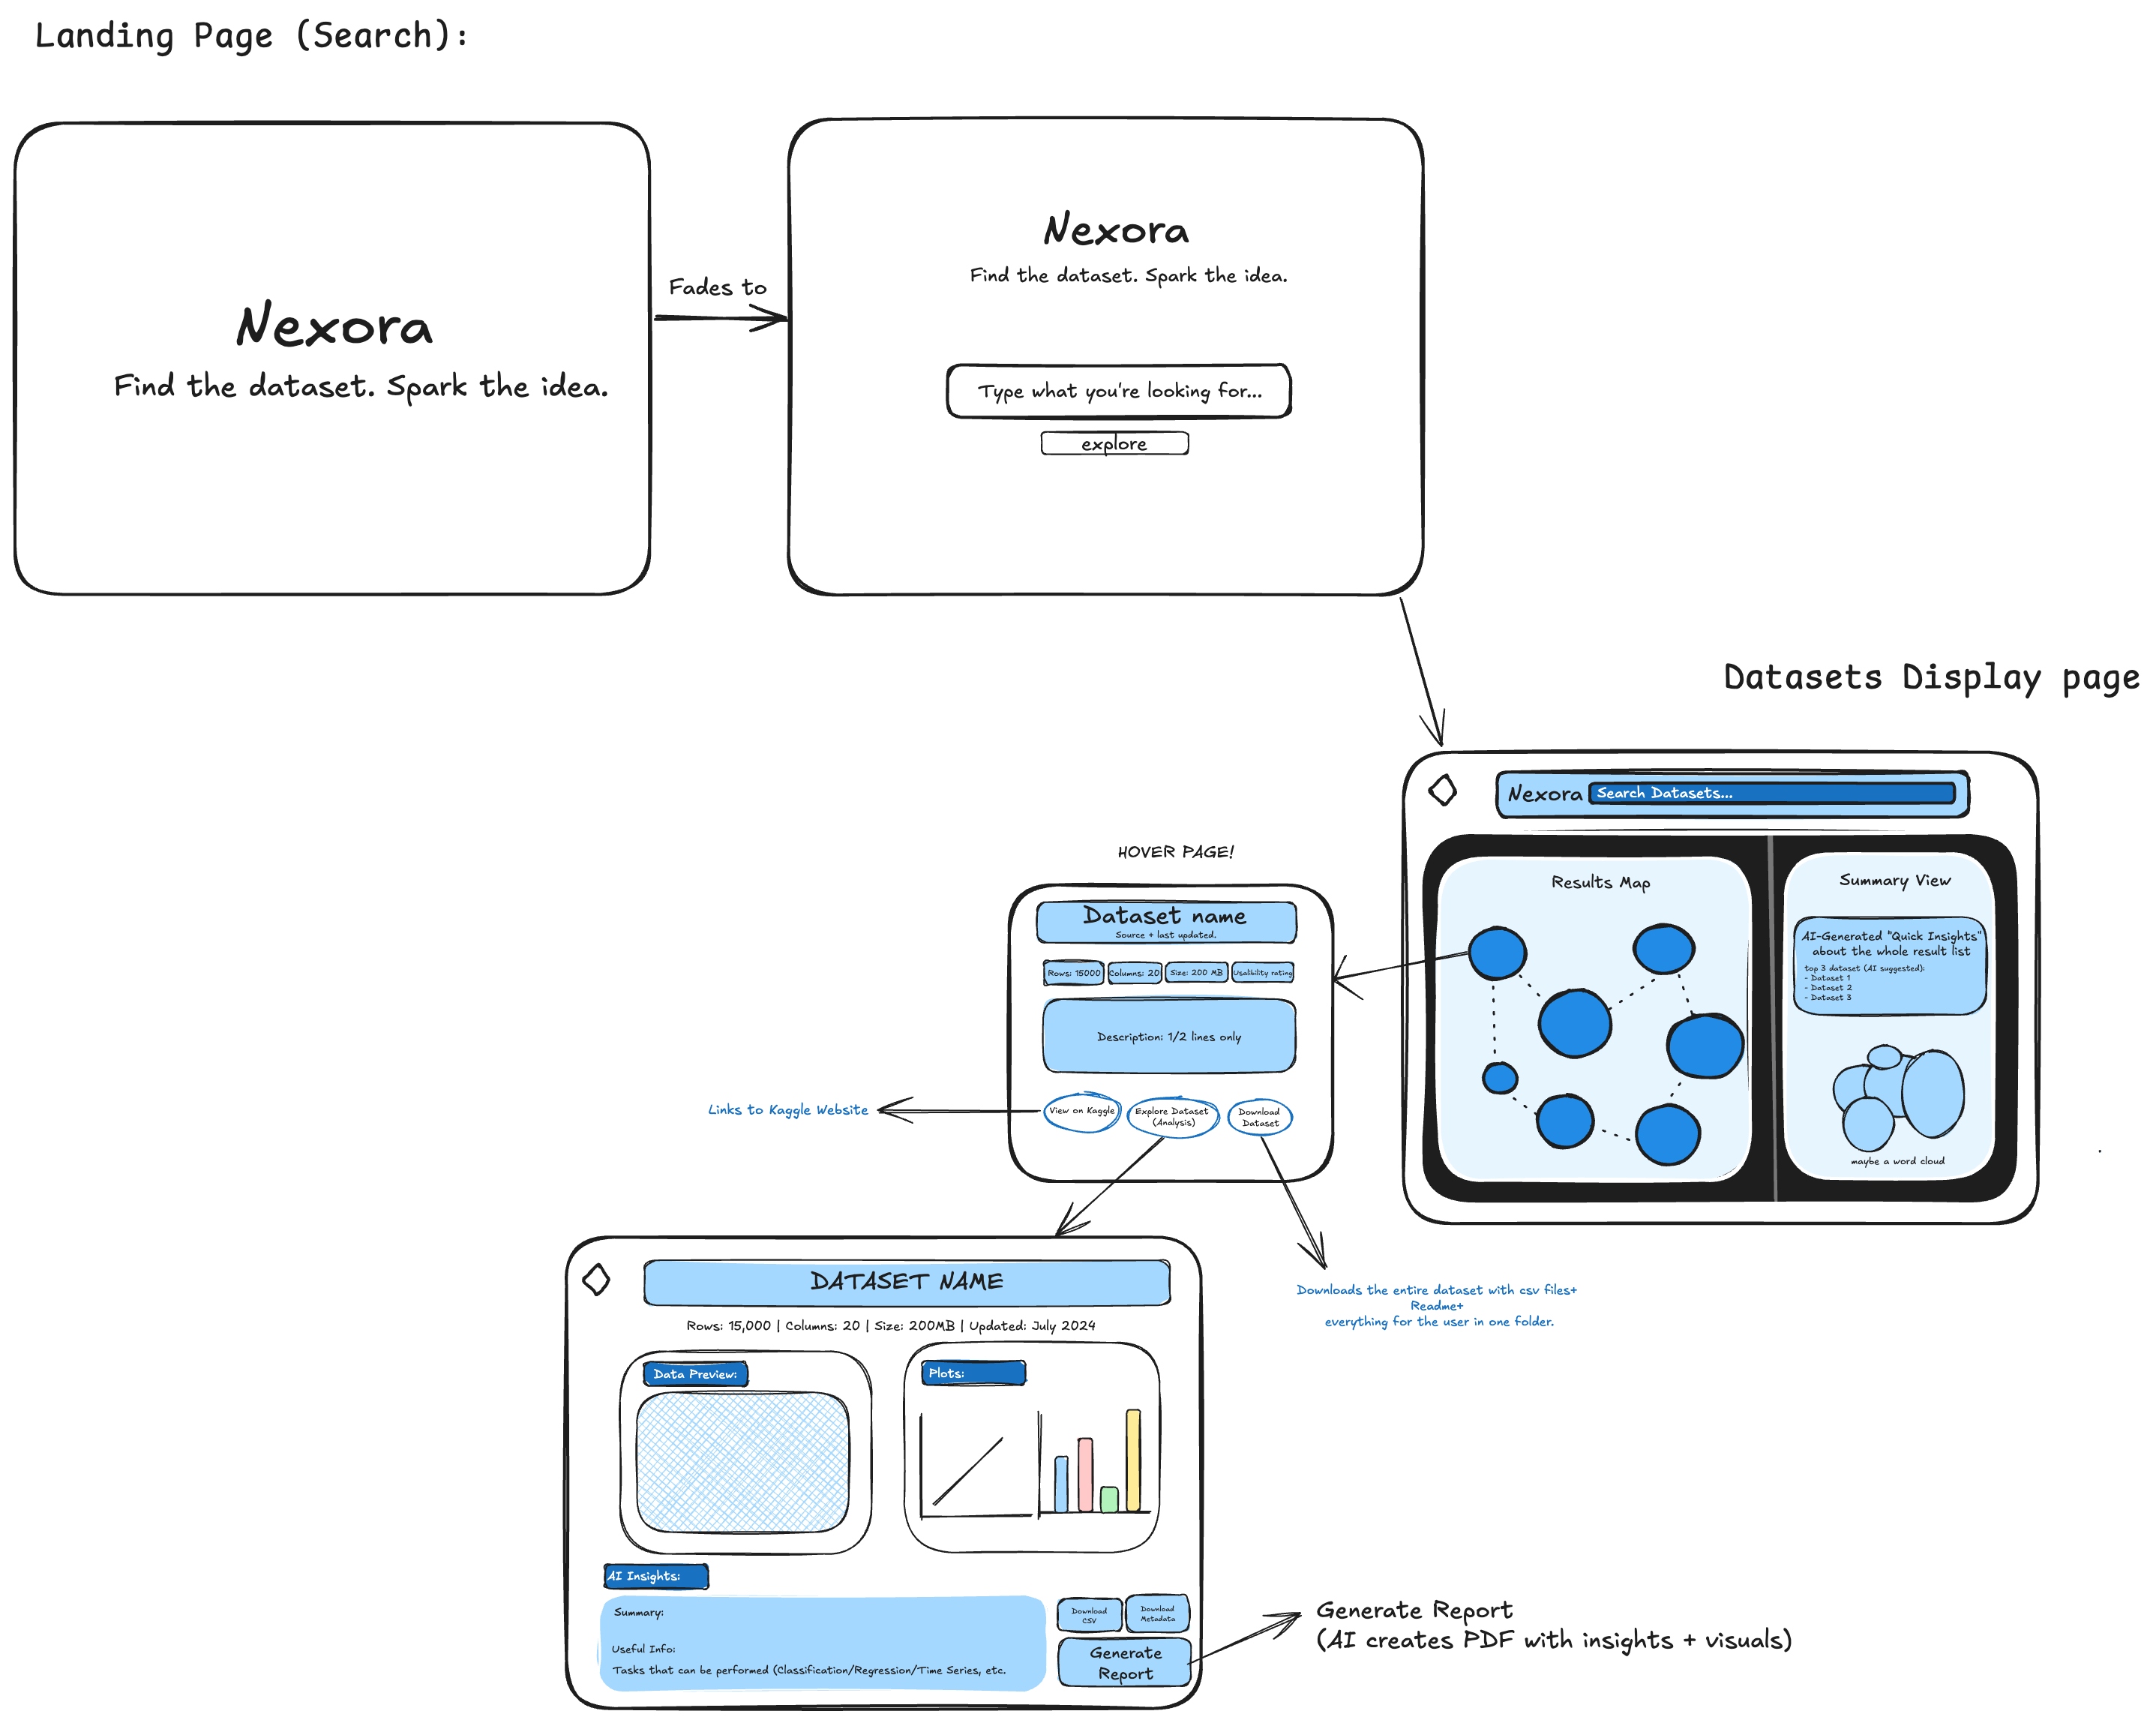 Landing Page (Search):
Nexora
Find the dataset. Spark the idea.
Fades to
Nexora
Find the dataset. Spark the idea.
Type what you're looking for...
explore
Datasets Display page
Nexora
Search Datasets...
Results Map
Summary View
AI-Generated "Quick Insights"
about the whole result list
top 3 dataset (AI suggested):
- Dataset 1
- Dataset 2
- Dataset 3
maybe a word cloud
HOVER PAGE!
Dataset name
Source + last updated.
Rows: 15000
Columns: 20
Size: 200 MB
Usalibility rating
Description: 1/2 lines only
View on Kaggle
Explore Dataset
(Analysis)
Download
Dataset
Links to Kaggle Website
Downloads the entire dataset with csv files+
Readme+
everything for the user in one folder.
DATASET NAME
Rows: 15,000 | Columns: 20 | Size: 200MB | Updated: July 2024
Data Preview:
Plots:
AI Insights:
Summary:
Useful Info:
Tasks that can be performed (Classification/Regression/Time Series, etc.
Download
CSV
Download
Metadata
Generate
Report
Generate Report
(AI creates PDF with insights + visuals)